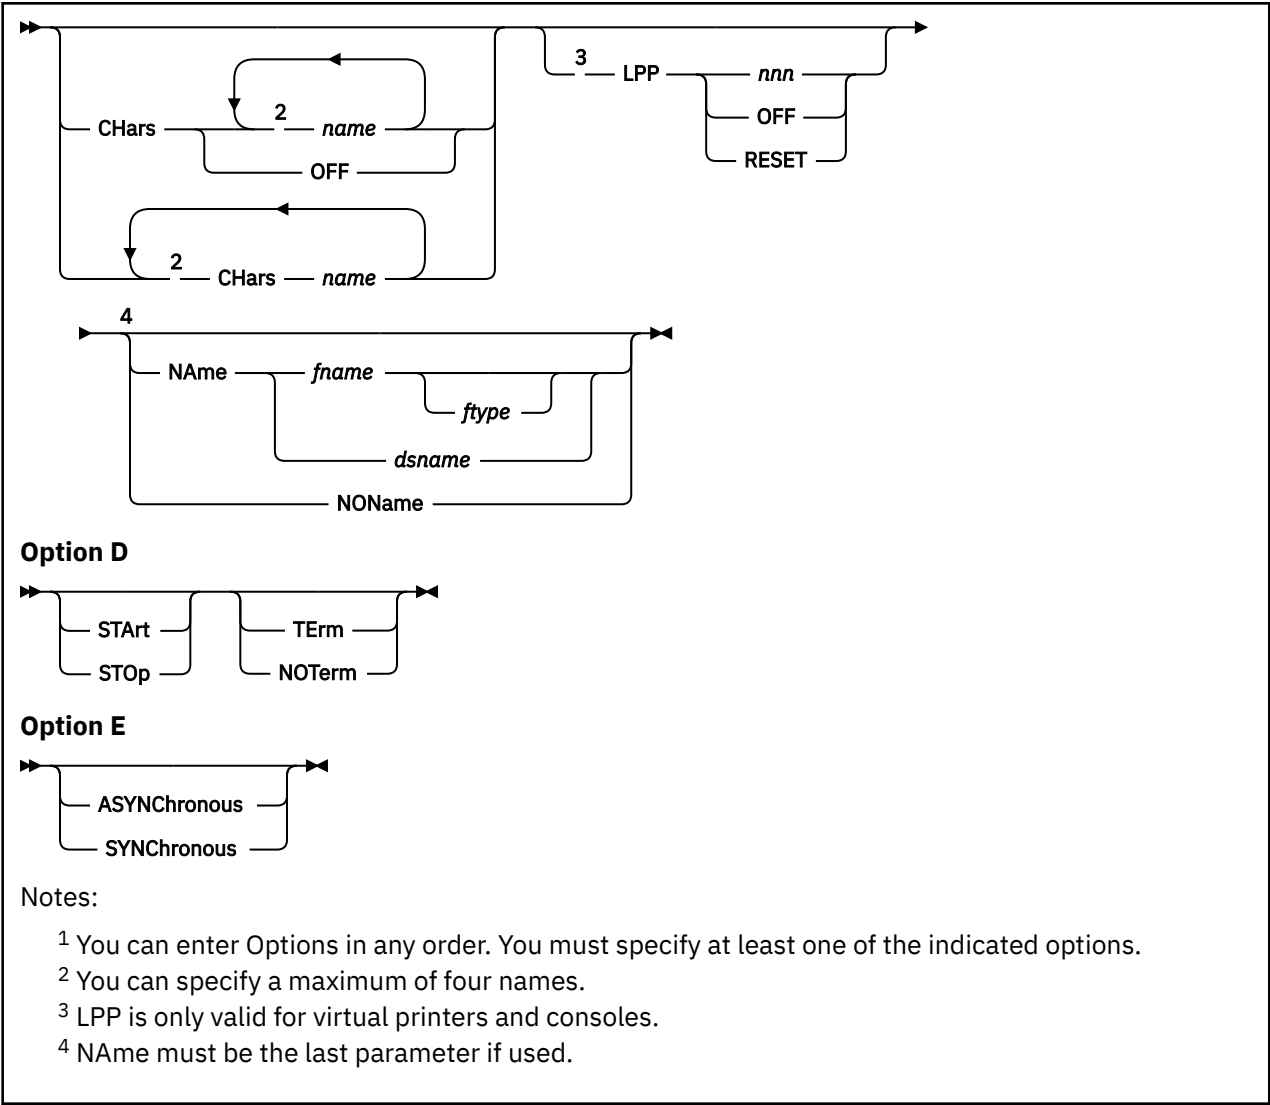 3
LPP nnn
2
CHars name
OFF
OFF
RESET
2
CHars name
4
NAme fname
ftype
dsname
NOName
Option D
STArt TErm
STOp NOTerm
Option E
ASYNChronous
SYNChronous
Notes:
1 You can enter Options in any order. You must specify at least one of the indicated options.
2 You can specify a maximum of four names.
3 LPP is only valid for virtual printers and consoles.
4 NAme must be the last parameter if used.